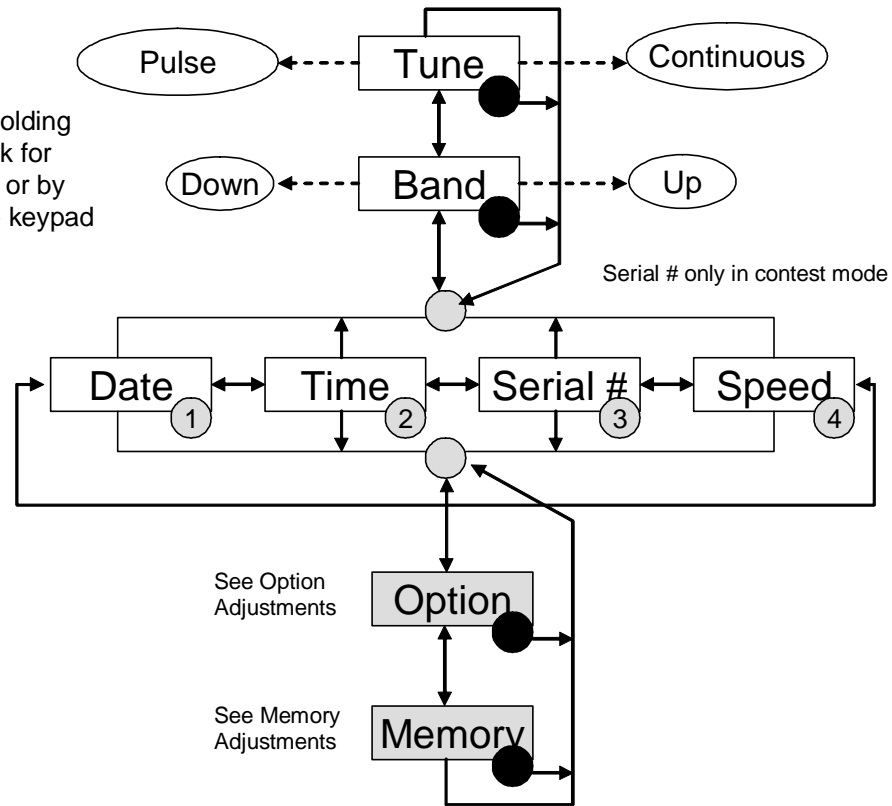 Pulse
Tune
Continuous
olding
k for
or by
keypad
Down
Band
Up
Serial # only in contest mode
Date
1
Time
2
Serial #
3
Speed
4
See Option
Adjustments
Option
See Memory
Adjustments
Memory